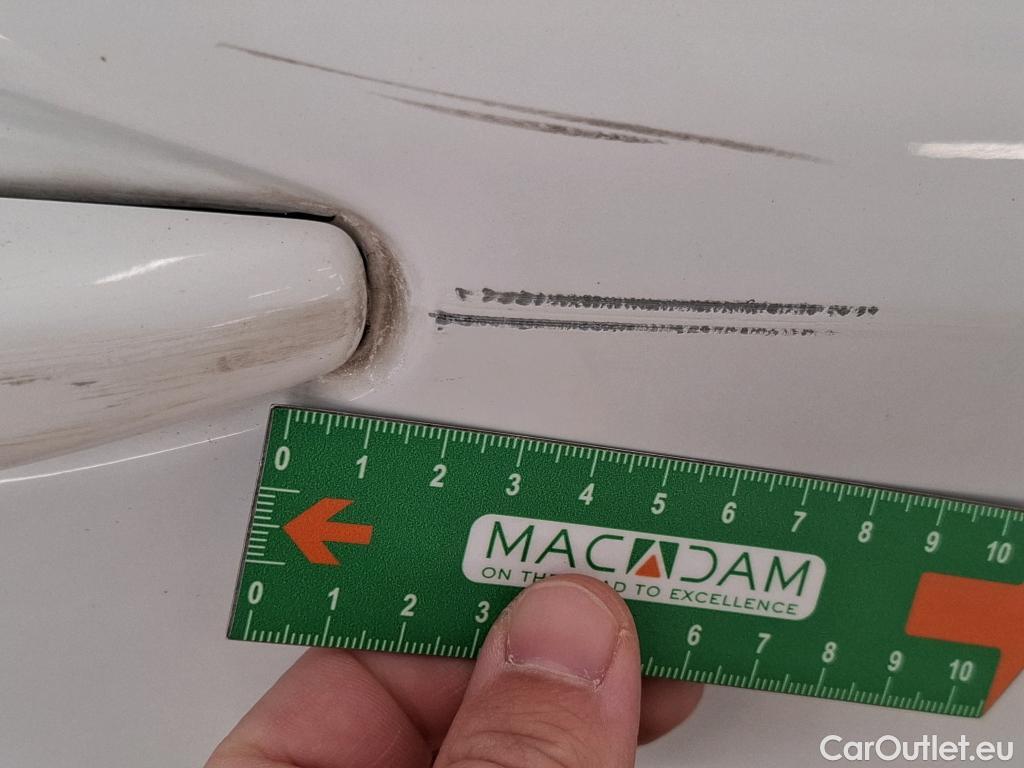 0 1 2 3 4 5 6 7 8 9 10
MACADAM
ON THE ROAD TO EXCELLENCE
0 1 2 3 6 7 8 9 10
CarOutlet.eu